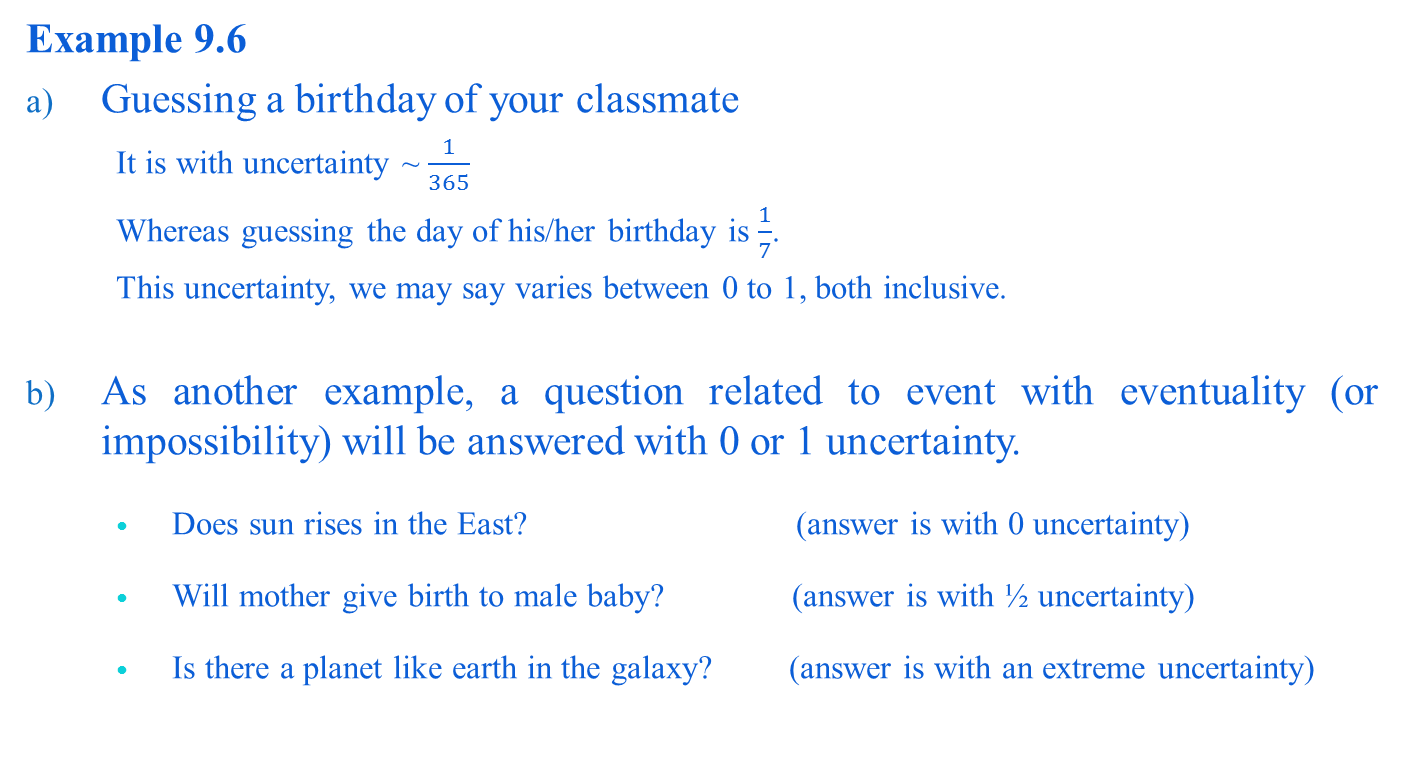 Example 9.6
a) Guessing a birthday of your classmate
It is with uncertainty ~ 1/365
Whereas guessing the day of his/her birthday is 1/7.
This uncertainty, we may say varies between 0 to 1, both inclusive.
b) As another example, a question related to event with eventuality (or
impossibility) will be answered with 0 or 1 uncertainty.
• Does sun rises in the East? (answer is with 0 uncertainty)
• Will mother give birth to male baby? (answer is with ½ uncertainty)
• Is there a planet like earth in the galaxy? (answer is with an extreme uncertainty)